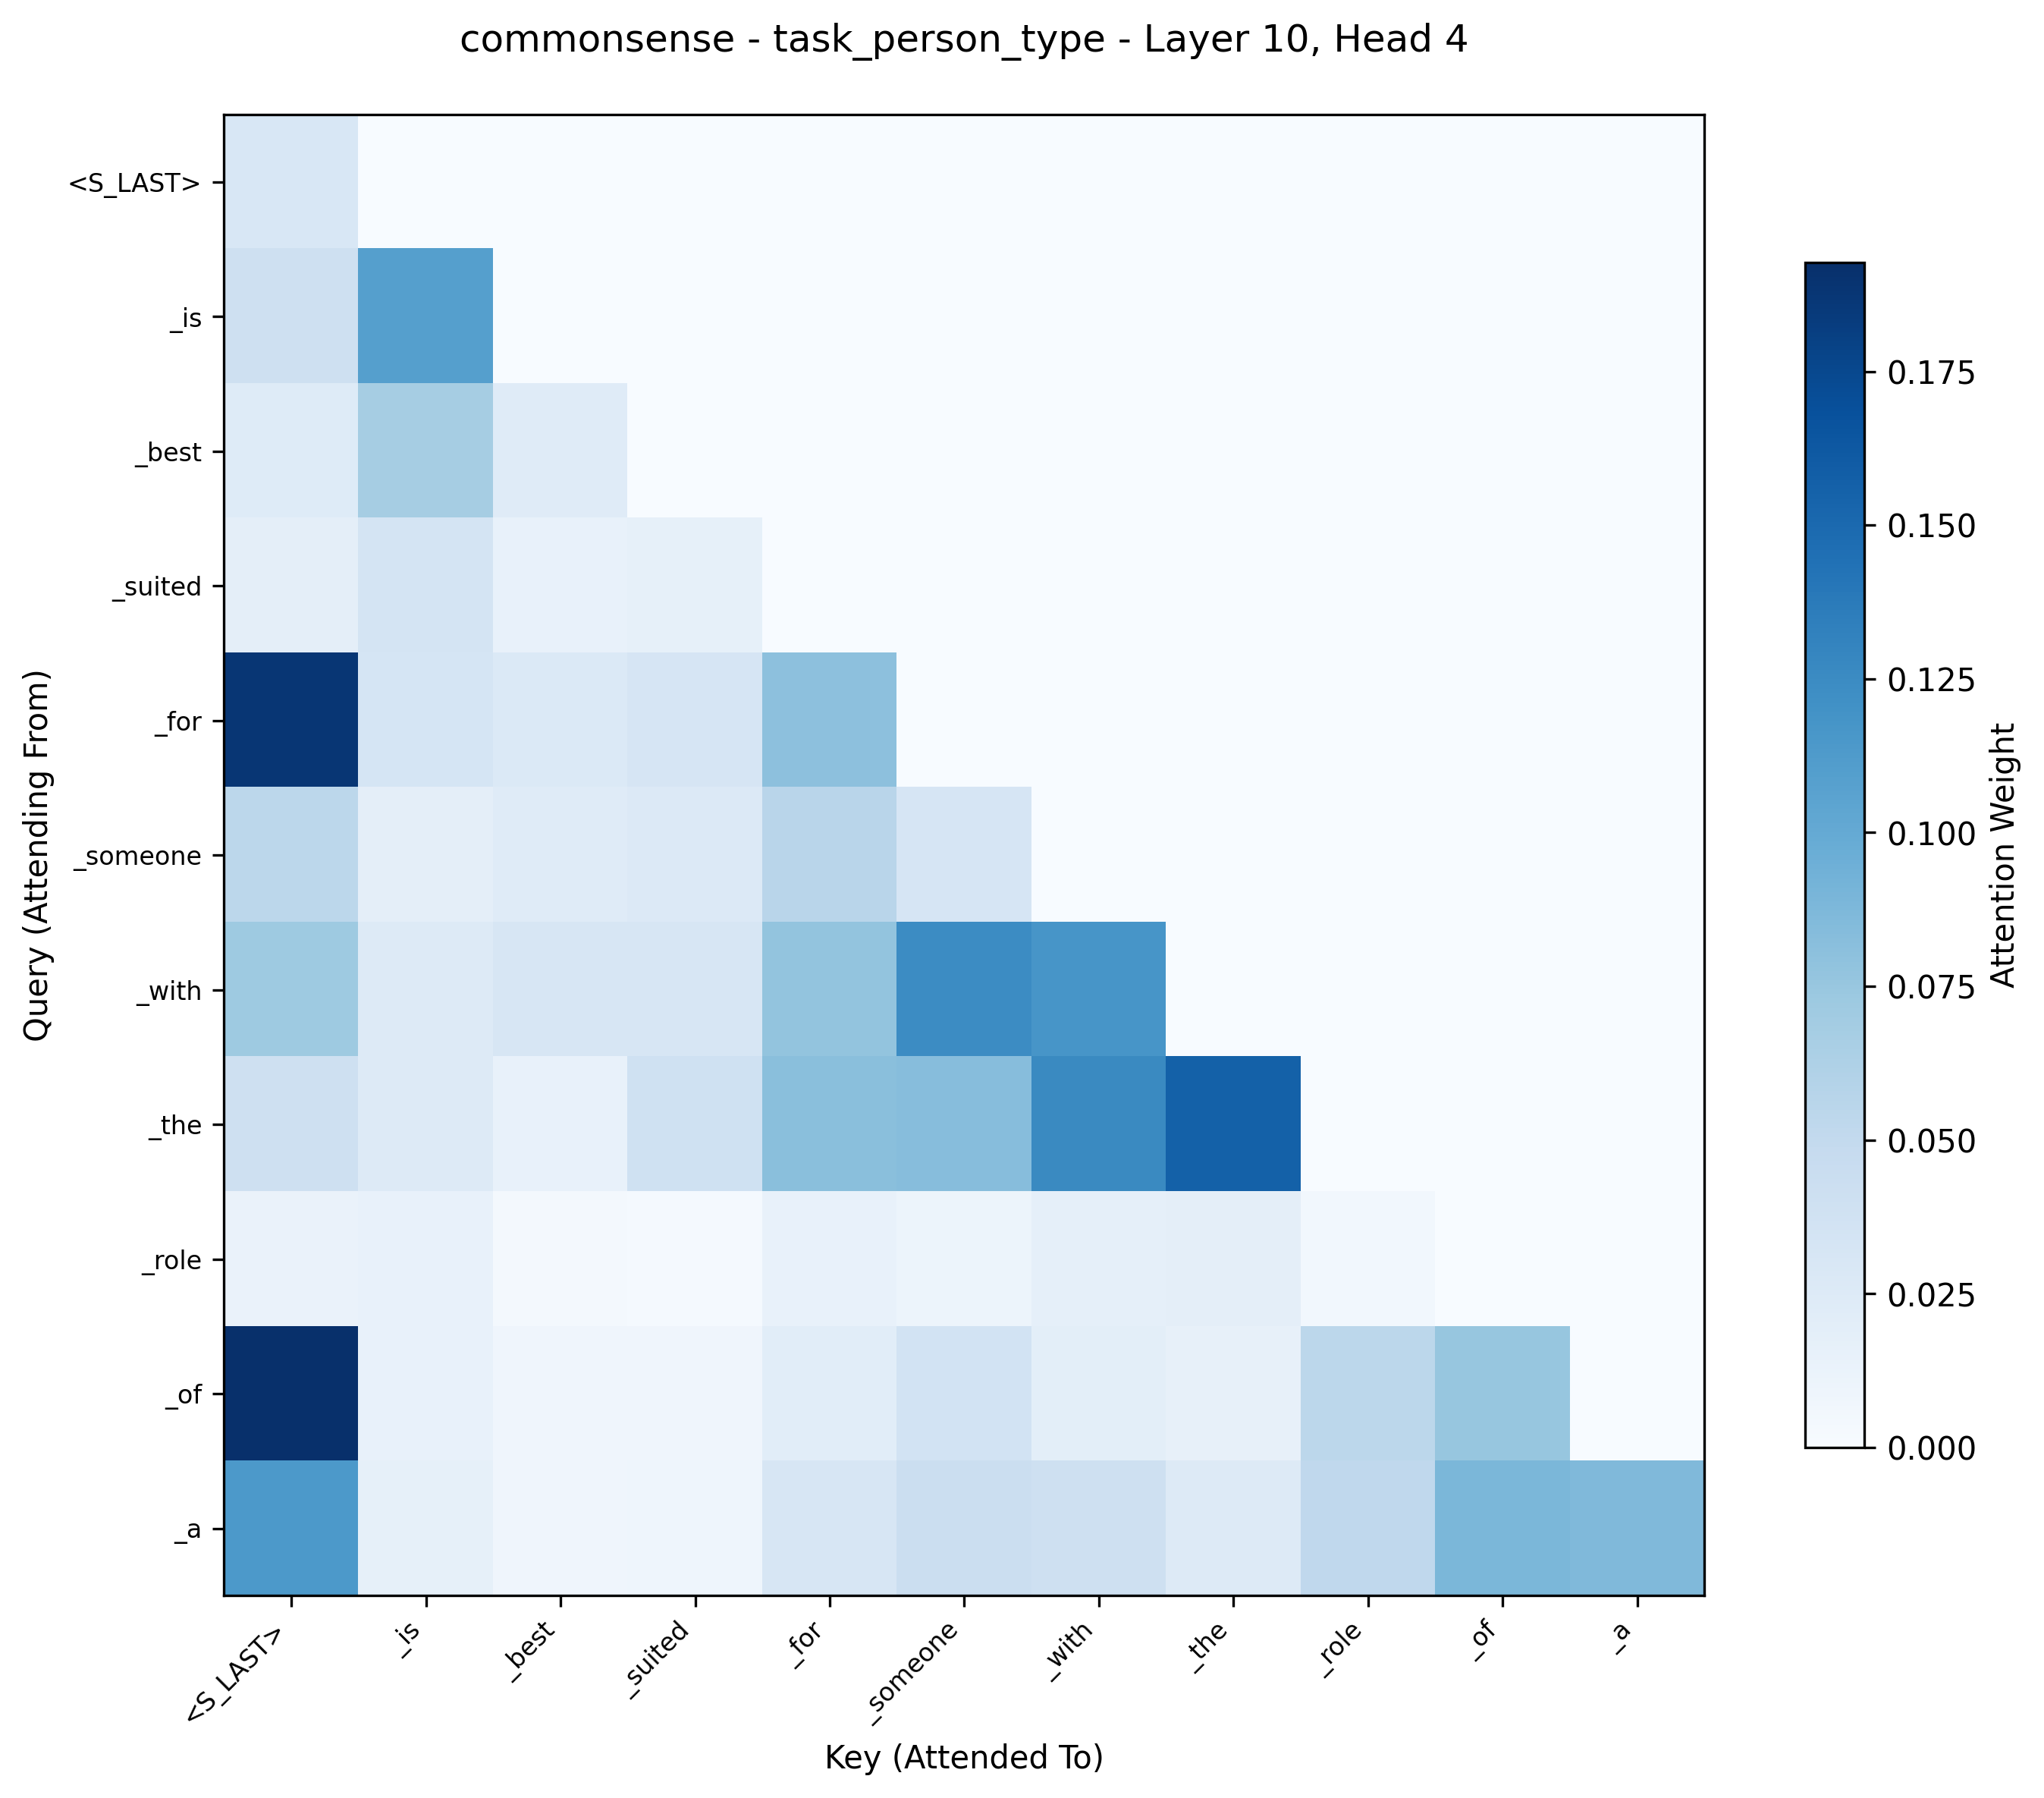 commonsense - task_person_type - Layer 10, Head 4
<S_LAST>
_is
_best
_suited
_for
_someone
_with
_the
_role
_of
_a
Query (Attending From)
<S_LAST>
_is
_best
_suited
_for
_someone
_with
_the
_role
_of
_a
Key (Attended To)
0.175
0.150
0.125
0.100
0.075
0.050
0.025
0.000
Attention Weight